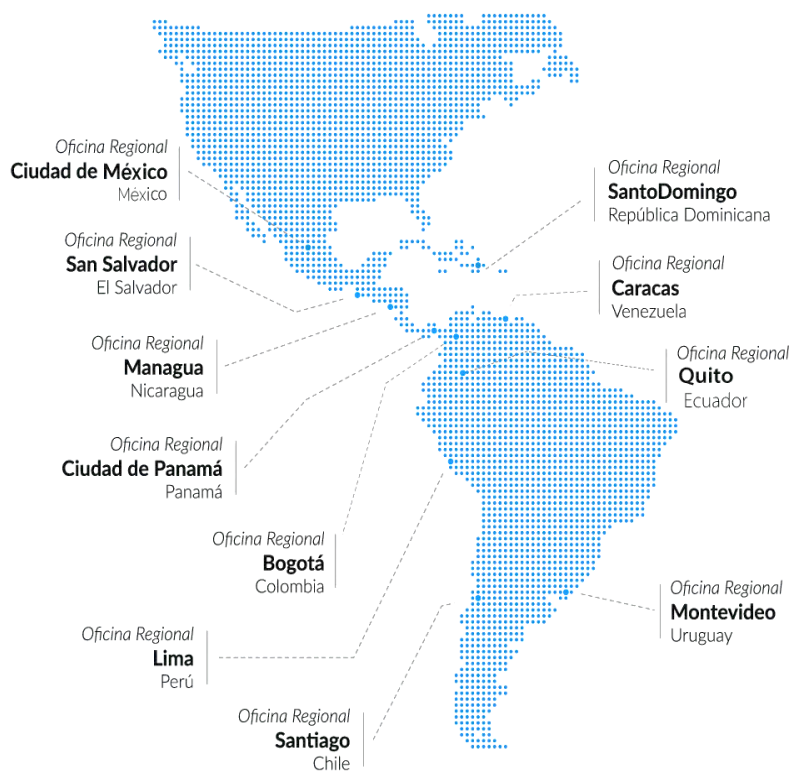 Oficina Regional
Ciudad de México
México
Oficina Regional
San Salvador
El Salvador
Oficina Regional
Managua
Nicaragua
Oficina Regional
Ciudad de Panamá
Panamá
Oficina Regional
Bogotá
Colombia
Oficina Regional
Lima
Perú
Oficina Regional
Santiago
Chile
Oficina Regional
SantoDomingo
República Dominicana
Oficina Regional
Caracas
Venezuela
Oficina Regional
Quito
Ecuador
Oficina Regional
Montevideo
Uruguay